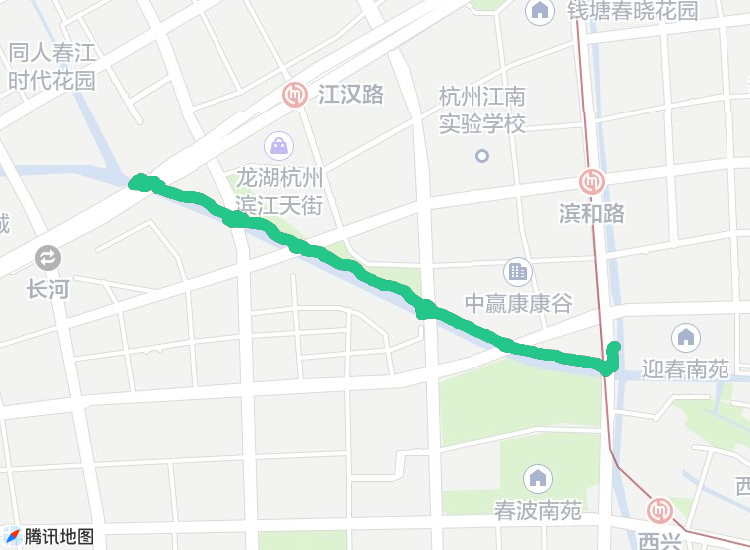 钱塘春晓花园
同人春江
时代花园
江汉路
杭州江南
实验学校
龙湖杭州
滨江天街
滨和路
城
长河
中赢康康谷
迎春南苑
春波南苑
西
西兴
腾讯地图